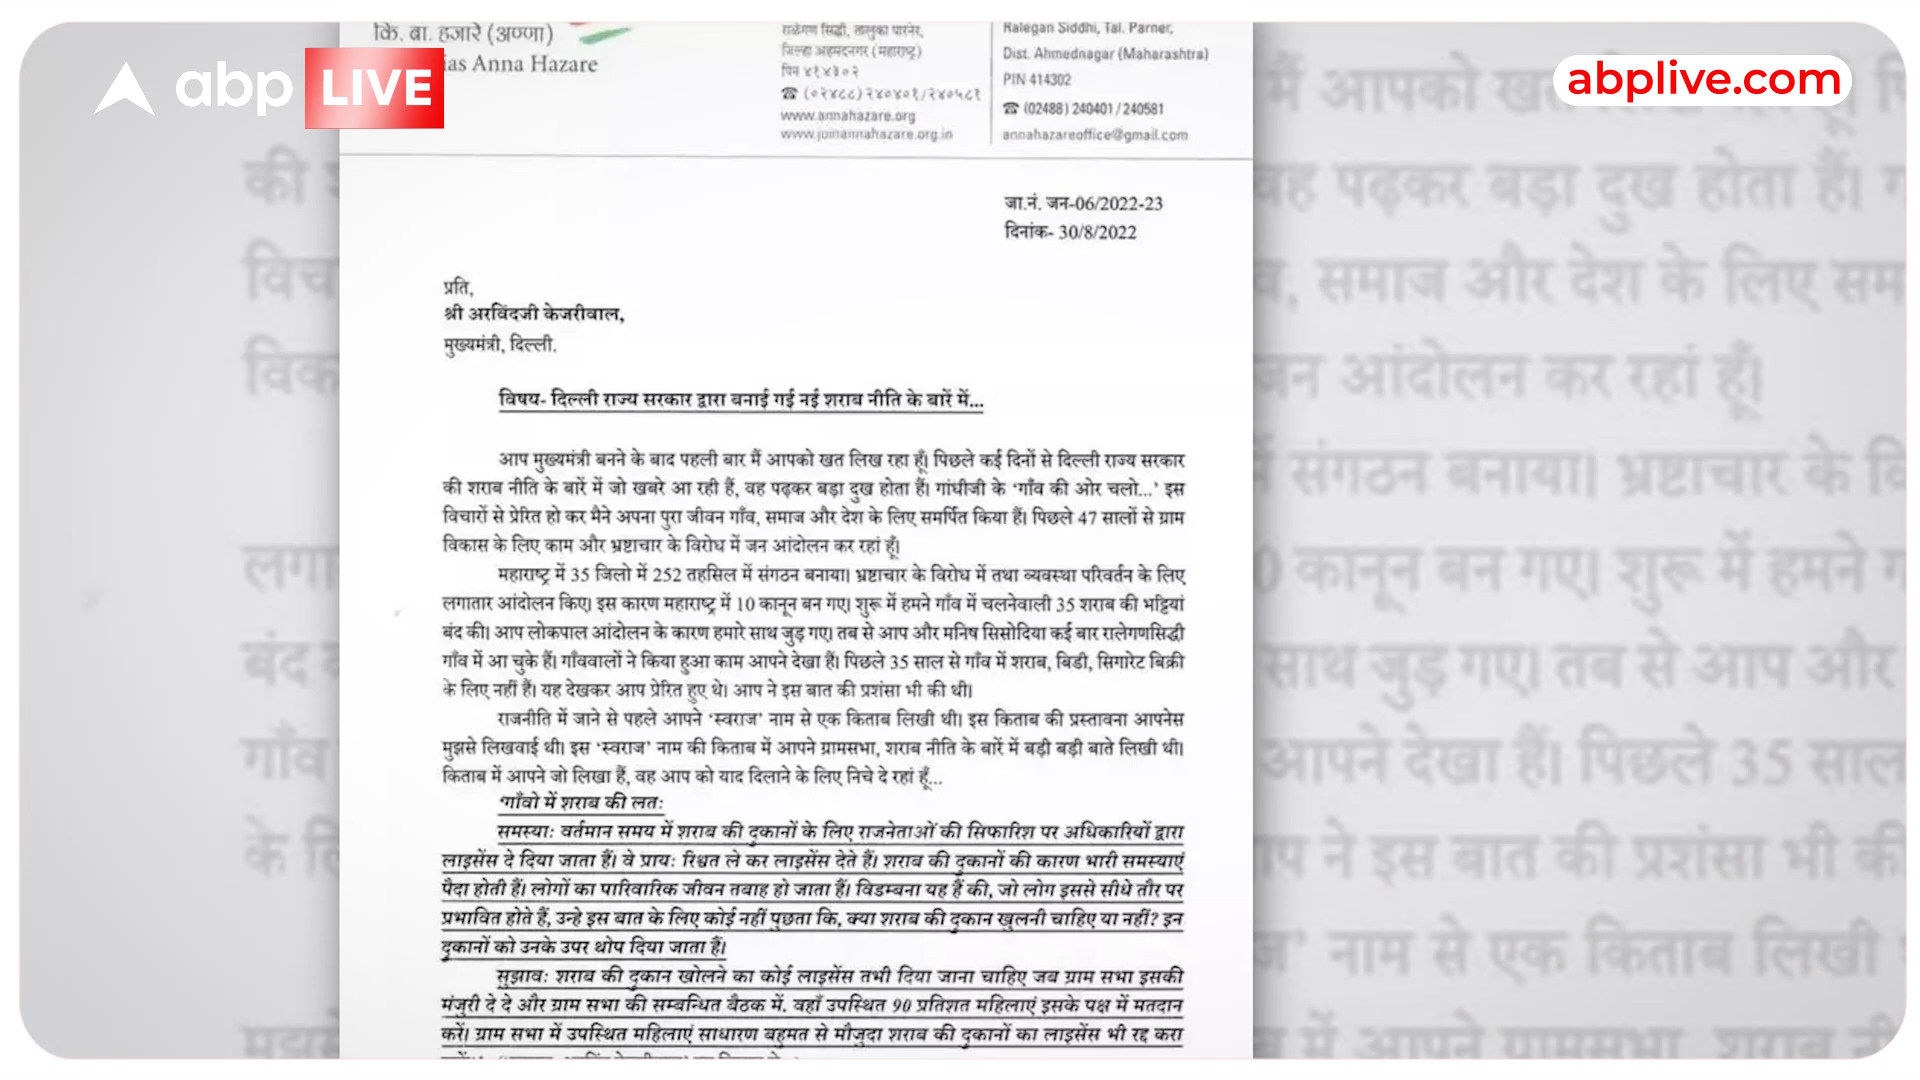 abp LIVE
abplive.com
कि. बा. हजारे (अण्णा)
ias Anna Hazare
राळेगण सिद्धी, तालुका पारनेर,
जिल्हा अहमदनगर (महाराष्ट्र)
पिन ४१४३०२
☎ (०२४८८) २४०४०१/२४०५८१
www.annahazare.org
www.joinannahazare.org.in
Ralegan Siddhi, Tal. Parner,
Dist. Ahmednagar (Maharashtra)
PIN 414302
☎ (02488) 240401 / 240581
annahazareoffice@gmail.com
जा.नं. जन-06/2022-23
दिनांक- 30/8/2022
प्रति,
श्री अरविंदजी केजरीवाल,
मुख्यमंत्री, दिल्ली.
विषय- दिल्ली राज्य सरकार द्वारा बनाई गई नई शराब नीति के बारें में...
आप मुख्यमंत्री बनने के बाद पहली बार मैं आपको खत लिख रहा हूँ। पिछले कई दिनों से दिल्ली राज्य सरकार
की शराब नीति के बारें में जो खबरे आ रही हैं, वह पढ़कर बड़ा दुख होता हैं। गांधीजी के ‘गाँव की ओर चलो...’ इस
विचारों से प्रेरित हो कर मैने अपना पुरा जीवन गाँव, समाज और देश के लिए समर्पित किया हैं। पिछले 47 सालों से ग्राम
विकास के लिए काम और भ्रष्टाचार के विरोध में जन आंदोलन कर रहां हूँ।
महाराष्ट्र में 35 जिलो में 252 तहसिल में संगठन बनाया। भ्रष्टाचार के विरोध में तथा व्यवस्था परिवर्तन के लिए
लगातार आंदोलन किए। इस कारण महाराष्ट्र में 10 कानून बन गए। शुरू में हमने गाँव में चलनेवाली 35 शराब की भट्टियां
बंद की। आप लोकपाल आंदोलन के कारण हमारे साथ जुड़ गए। तब से आप और मनिष सिसोदिया कई बार रालेगणसिद्धी
गाँव में आ चुके हैं। गाँववालों ने किया हुआ काम आपने देखा हैं। पिछले 35 साल से गाँव में शराब, बिडी, सिगारेट बिक्री
के लिए नहीं हैं। यह देखकर आप प्रेरित हुए थे। आप ने इस बात की प्रशंसा भी की थी।
राजनीति में जाने से पहले आपने ‘स्वराज’ नाम से एक किताब लिखी थी। इस किताब की प्रस्तावना आपनेस
मुझसे लिखवाई थी। इस ‘स्वराज’ नाम की किताब में आपने ग्रामसभा, शराब नीति के बारें में बड़ी बड़ी बाते लिखी थी।
किताब में आपने जो लिखा हैं, वह आप को याद दिलाने के लिए निचे दे रहां हूँ...
‘गाँवो में शराब की लतः
समस्याः वर्तमान समय में शराब की दुकानों के लिए राजनेताओं की सिफारिश पर अधिकारियों द्वारा
लाइसेंस दे दिया जाता हैं। वे प्रायः रिश्वत ले कर लाइसेंस देते हैं। शराब की दुकानों की कारण भारी समस्याएं
पैदा होती हैं। लोगों का पारिवारिक जीवन तबाह हो जाता हैं। विडम्बना यह हैं की, जो लोग इससे सीधे तौर पर
प्रभावित होते हैं, उन्हे इस बात के लिए कोई नहीं पुछता कि, क्या शराब की दुकान खुलनी चाहिए या नहीं? इन
दुकानों को उनके उपर थोप दिया जाता हैं।
सुझावः शराब की दुकान खोलने का कोई लाइसेंस तभी दिया जाना चाहिए जब ग्राम सभा इसकी
मंजुरी दे दे और ग्राम सभा की सम्बन्धित बैठक में. वहाँ उपस्थित 90 प्रतिशत महिलाएं इसके पक्ष में मतदान
करें। ग्राम सभा में उपस्थित महिलाएं साधारण बहुमत से मौजुदा शराब की दुकानों का लाइसेंस भी रद्द करा